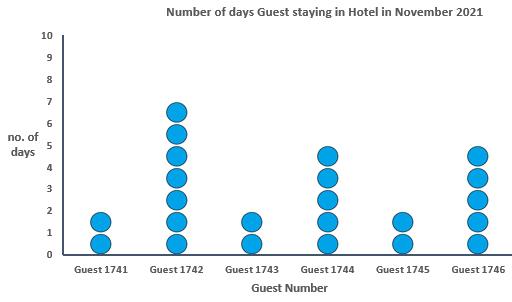 Number of days Guest staying in Hotel in November 2021
10
9
8
7
6
5
4
3
2
1
0
no. of
days
Guest 1741 Guest 1742 Guest 1743 Guest 1744 Guest 1745 Guest 1746
Guest Number